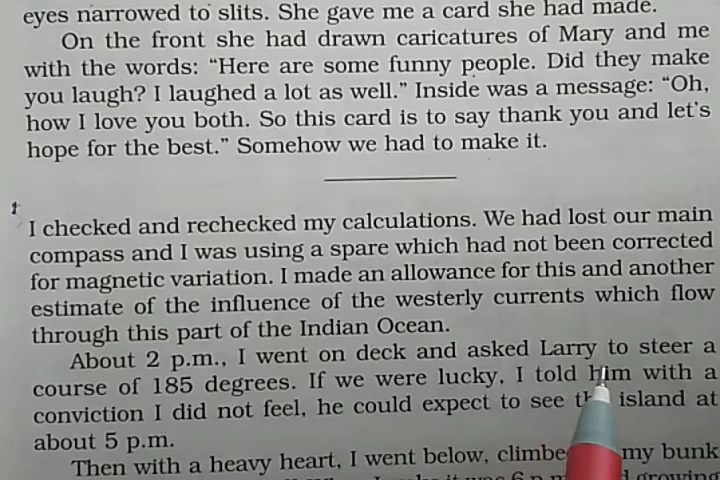 eyes narrowed to slits. She gave me a card she had made.
On the front she had drawn caricatures of Mary and me
with the words: “Here are some funny people. Did they make
you laugh? I laughed a lot as well.” Inside was a message: “Oh,
how I love you both. So this card is to say thank you and let’s
hope for the best.” Somehow we had to make it.
I checked and rechecked my calculations. We had lost our main
compass and I was using a spare which had not been corrected
for magnetic variation. I made an allowance for this and another
estimate of the influence of the westerly currents which flow
through this part of the Indian Ocean.
About 2 p.m., I went on deck and asked Larry to steer a
course of 185 degrees. If we were lucky, I told him with a
conviction I did not feel, he could expect to see the island at
about 5 p.m.
Then with a heavy heart, I went below, climbe my bunk
it was 6 p.m. growing